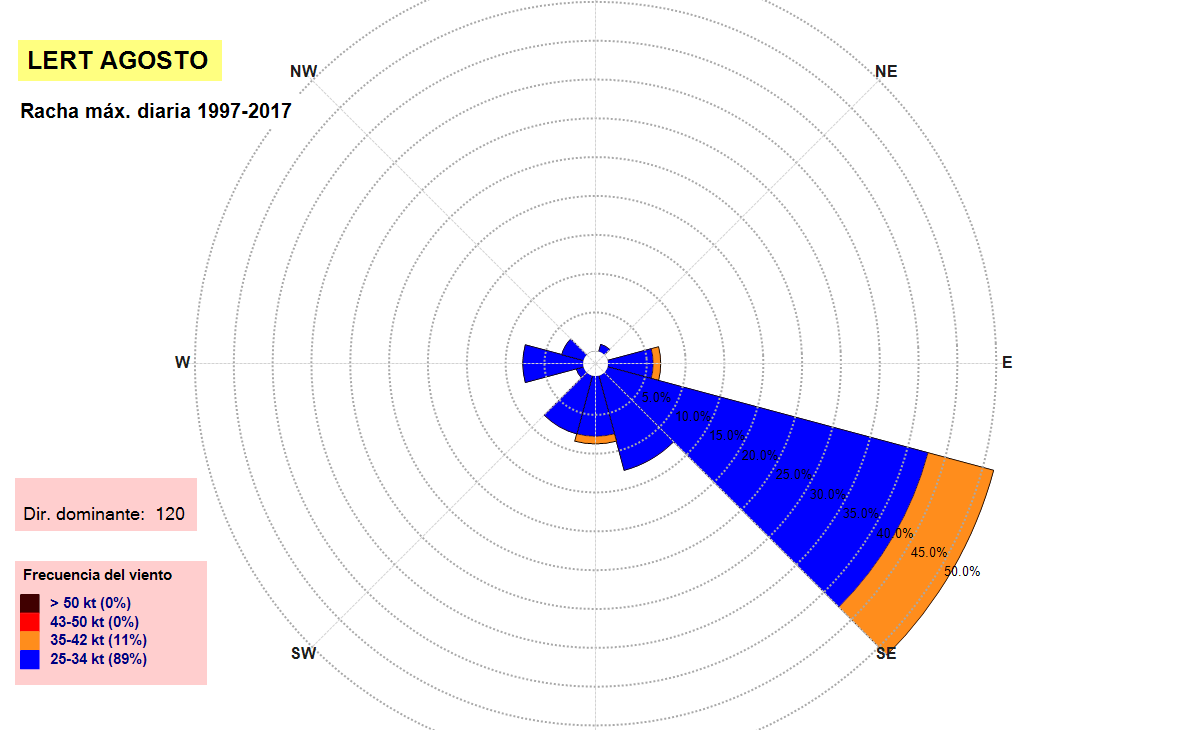 LERT AGOSTO
NW
NE
Racha máx. diaria 1997-2017
W
E
5.0%
10.0%
15.0%
20.0%
25.0%
30.0%
35.0%
40.0%
45.0%
50.0%
Dir. dominante: 120
Frecuencia del viento
> 50 kt (0%)
43-50 kt (0%)
35-42 kt (11%)
25-34 kt (89%)
SW
SE